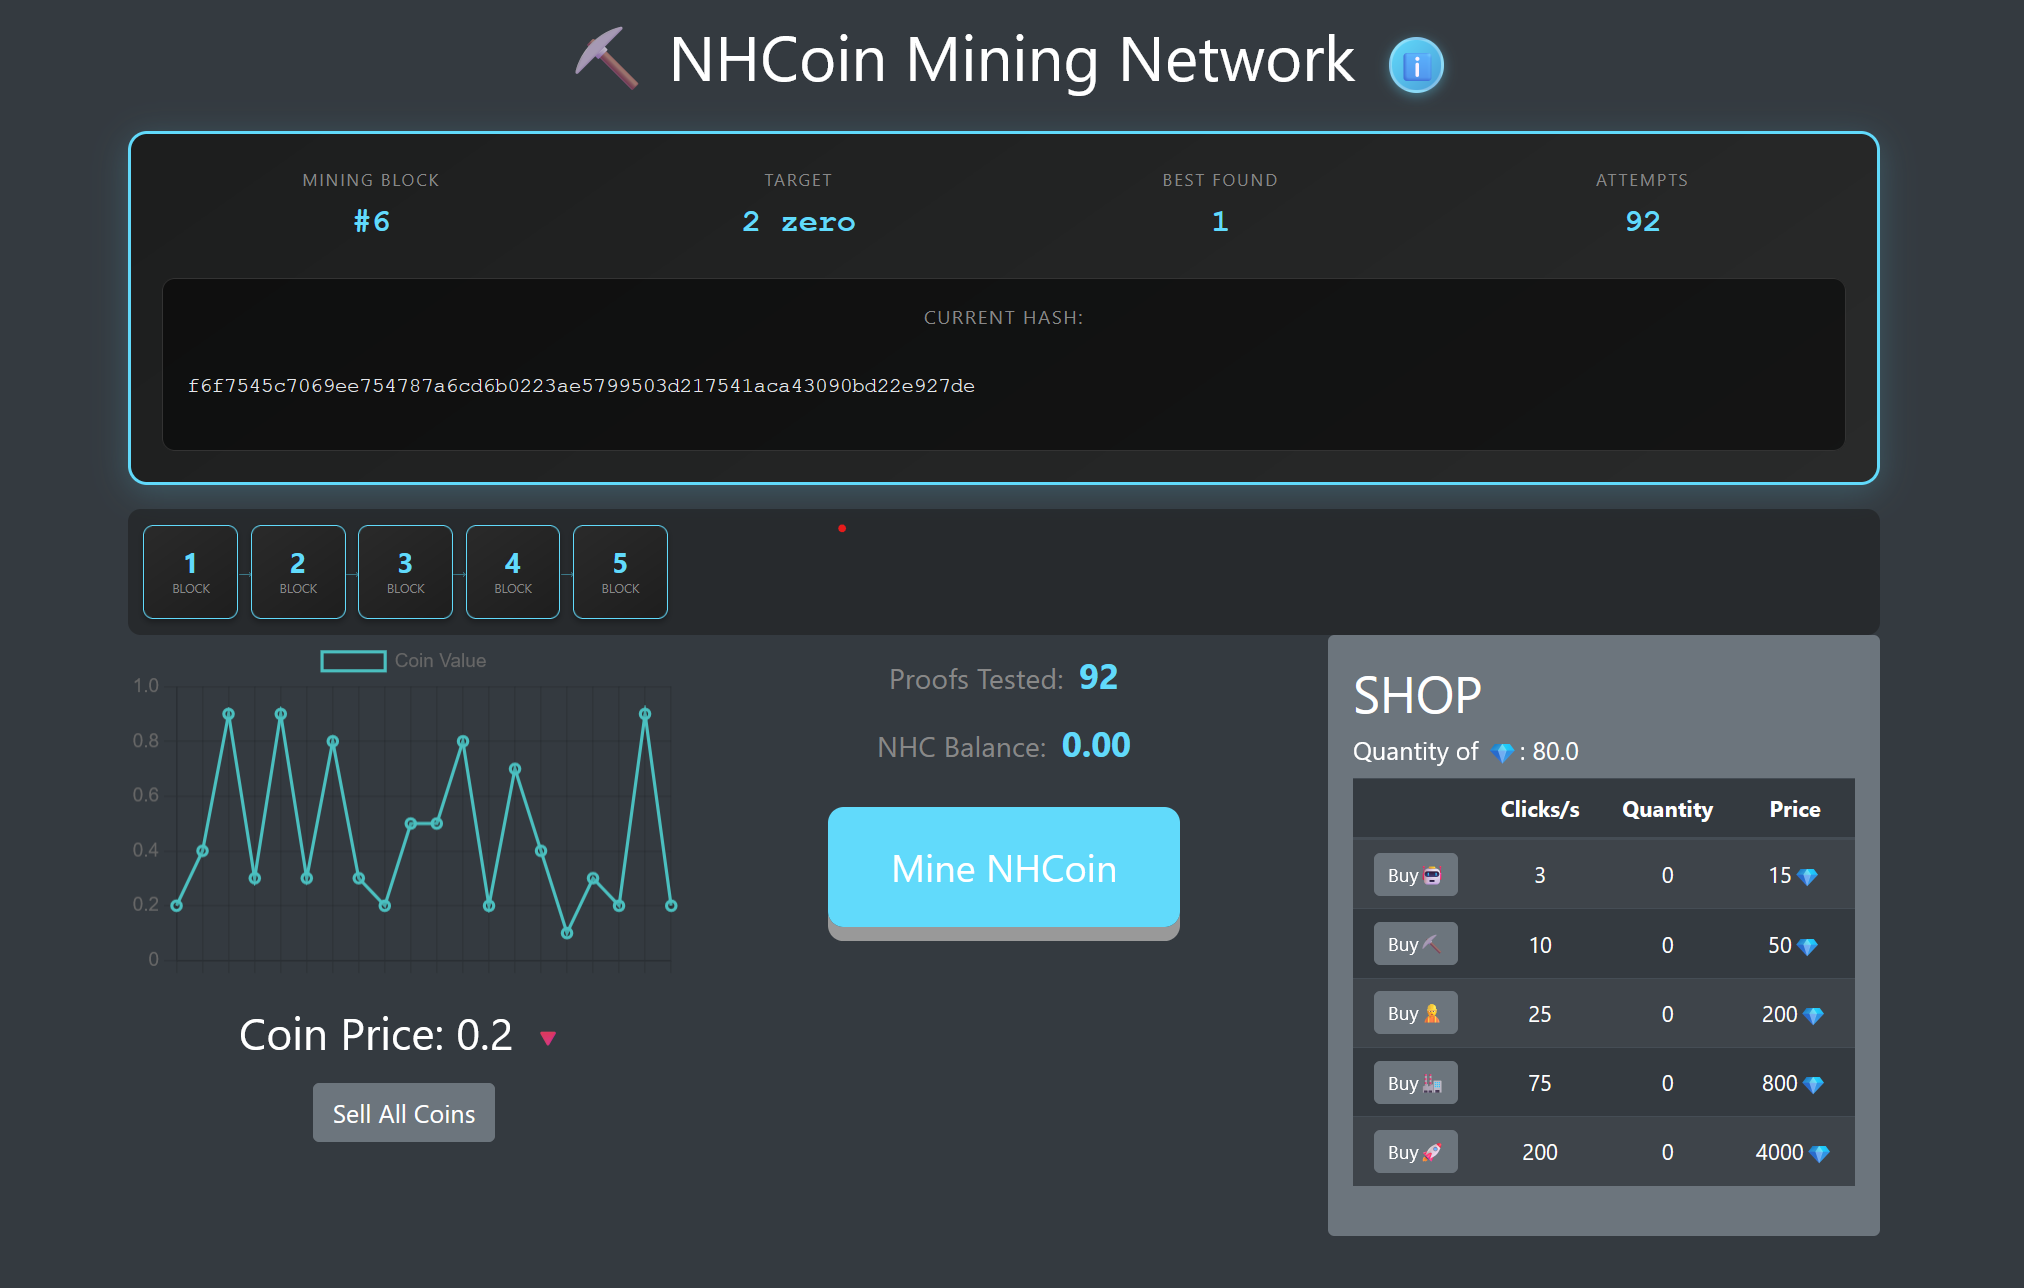 NHCoin Mining Network
MINING BLOCK
#6
TARGET
2 zero
BEST FOUND
1
ATTEMPTS
92
CURRENT HASH:
f6f7545c7069ee754787a6cd6b0223ae5799503d217541aca43090bd22e927de
1
BLOCK
2
BLOCK
3
BLOCK
4
BLOCK
5
BLOCK
Coin Value
1.0
0.8
0.6
0.4
0.2
0
Coin Price: 0.2
Sell All Coins
Proofs Tested: 92
NHC Balance: 0.00
Mine NHCoin
SHOP
Quantity of 💎 : 80.0
Clicks/s Quantity Price
Buy 3 0 15
Buy 10 0 50
Buy 25 0 200
Buy 75 0 800
Buy 200 0 4000